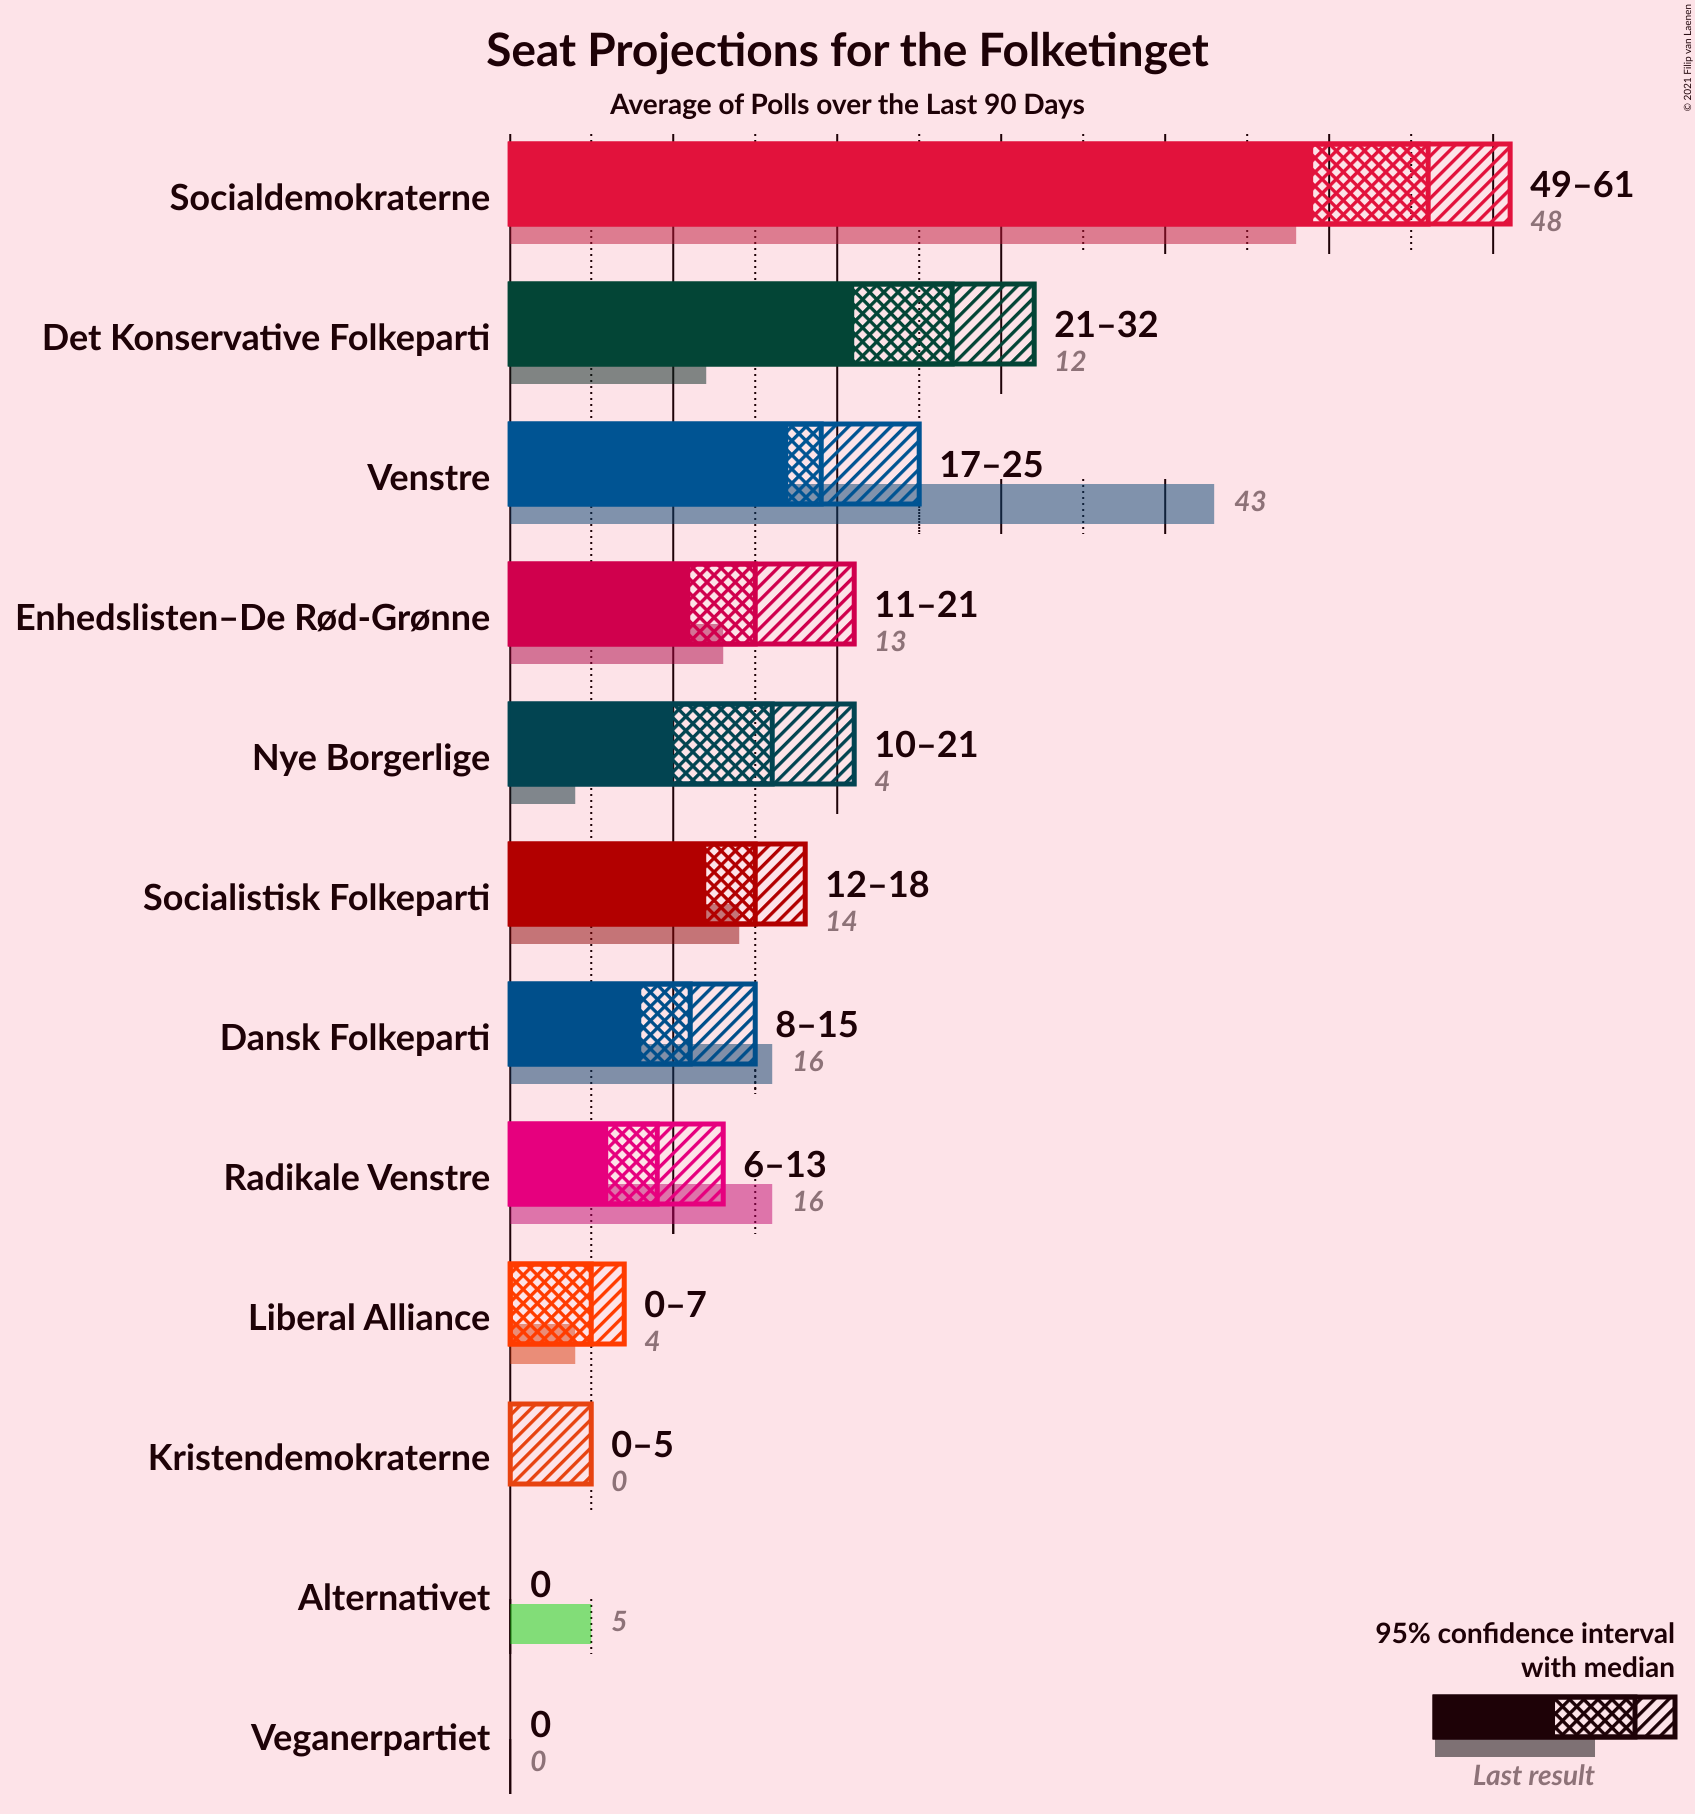 Seat Projections for the Folketinget
Average of Polls over the Last 90 Days
© 2021 Filip van Laenen
Socialdemokraterne
49–61
48
Det Konservative Folkeparti
21–32
12
Venstre
17–25
43
Enhedslisten–De Rød-Grønne
11–21
13
Nye Borgerlige
10–21
4
Socialistisk Folkeparti
12–18
14
Dansk Folkeparti
8–15
16
Radikale Venstre
6–13
16
Liberal Alliance
0–7
4
Kristendemokraterne
0–5
0
Alternativet
0
5
Veganerpartiet
0
0
95% confidence interval
with median
Last result